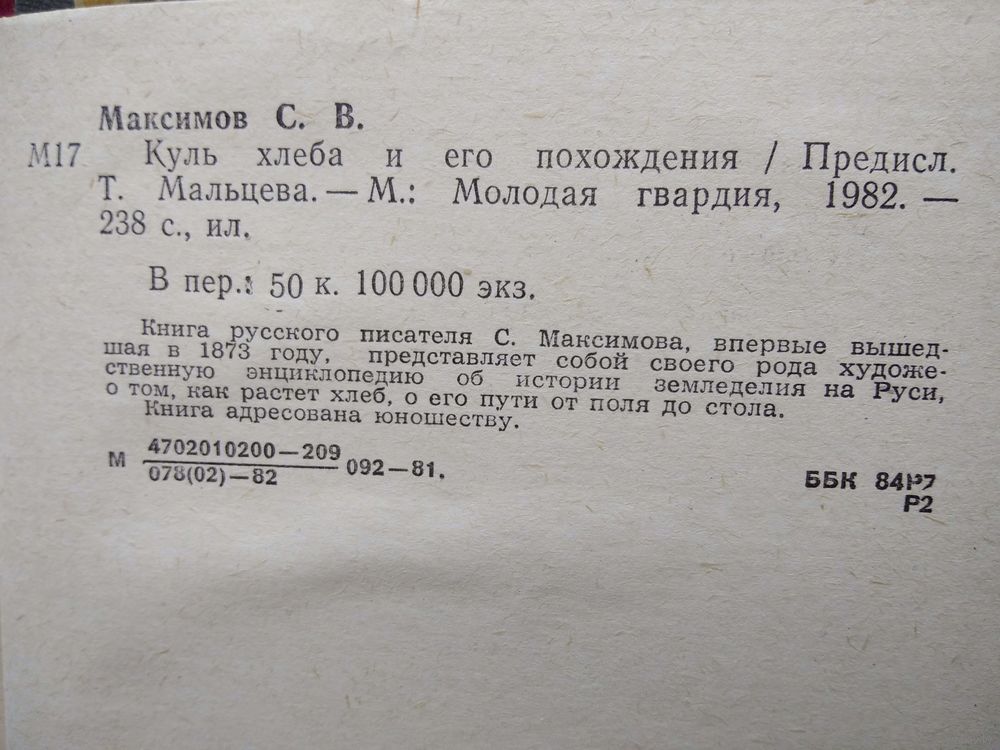 Максимов С. В.
М17 Куль хлеба и его похождения / Предисл.
Т. Мальцева. — М.: Молодая гвардия, 1982. —
238 с., ил.
В пер.: 50 к. 100 000 экз.
Книга русского писателя С. Максимова, впервые вышед-
шая в 1873 году, представляет собой своего рода художе-
ственную энциклопедию об истории земледелия на Руси,
о том, как растет хлеб, о его пути от поля до стола.
Книга адресована юношеству.
М 4702010200—209 092—81.
078(02)—82
ББК 84Р7
Р2